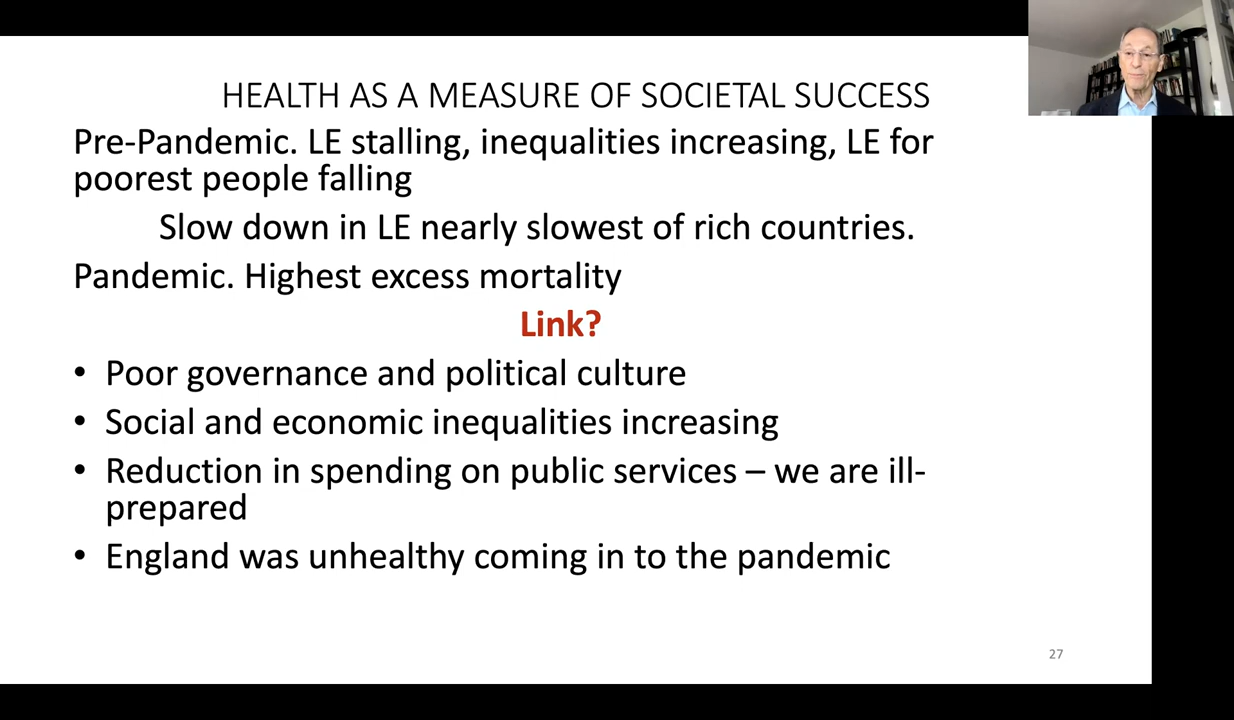 HEALTH AS A MEASURE OF SOCIETAL SUCCESS
Pre-Pandemic. LE stalling, inequalities increasing, LE for
poorest people falling
Slow down in LE nearly slowest of rich countries.
Pandemic. Highest excess mortality
Link?
• Poor governance and political culture
• Social and economic inequalities increasing
• Reduction in spending on public services – we are ill-
prepared
• England was unhealthy coming in to the pandemic
27